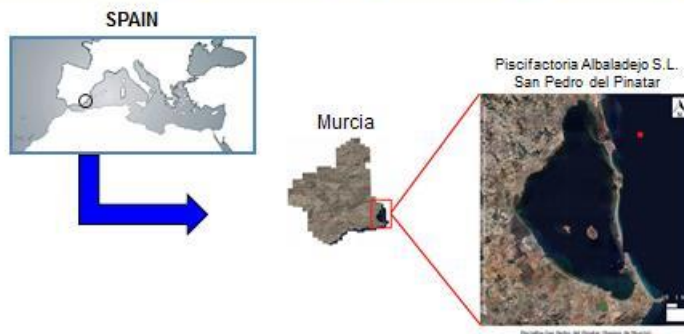 SPAIN
Piscifactoria Albaladejo S.L.
San Pedro del Pinatar
Murcia